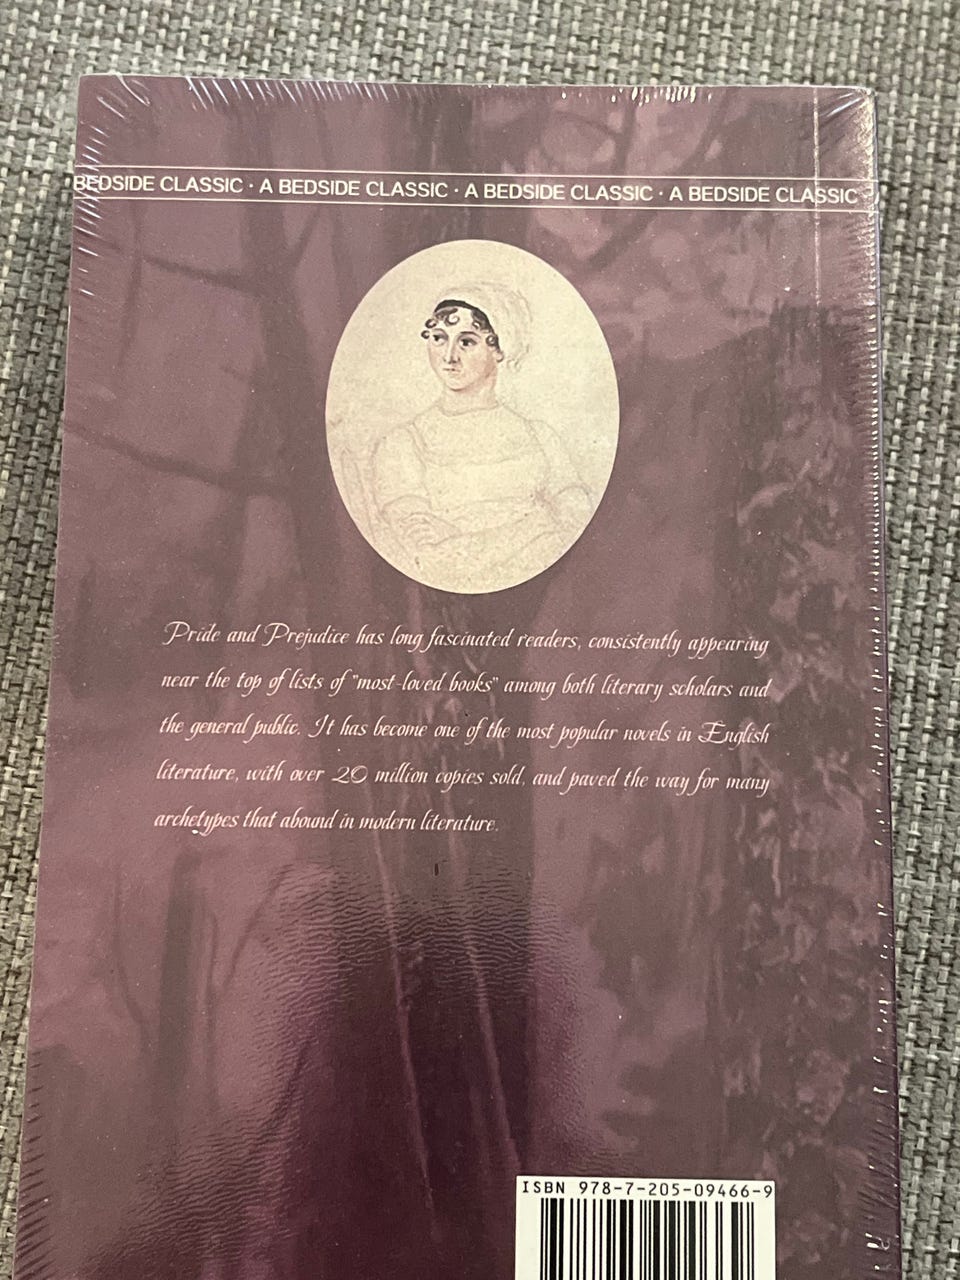 BEDSIDE CLASSIC · A BEDSIDE CLASSIC · A BEDSIDE CLASSIC · A BEDSIDE CLASSIC
Pride and Prejudice has long fascinated readers, consistently appearing
near the top of lists of "most-loved books" among both literary scholars and
the general public. It has become one of the most popular novels in English
literature, with over 20 million copies sold, and paved the way for many
archetypes that abound in modern literature.
ISBN 978-7-205-09466-9